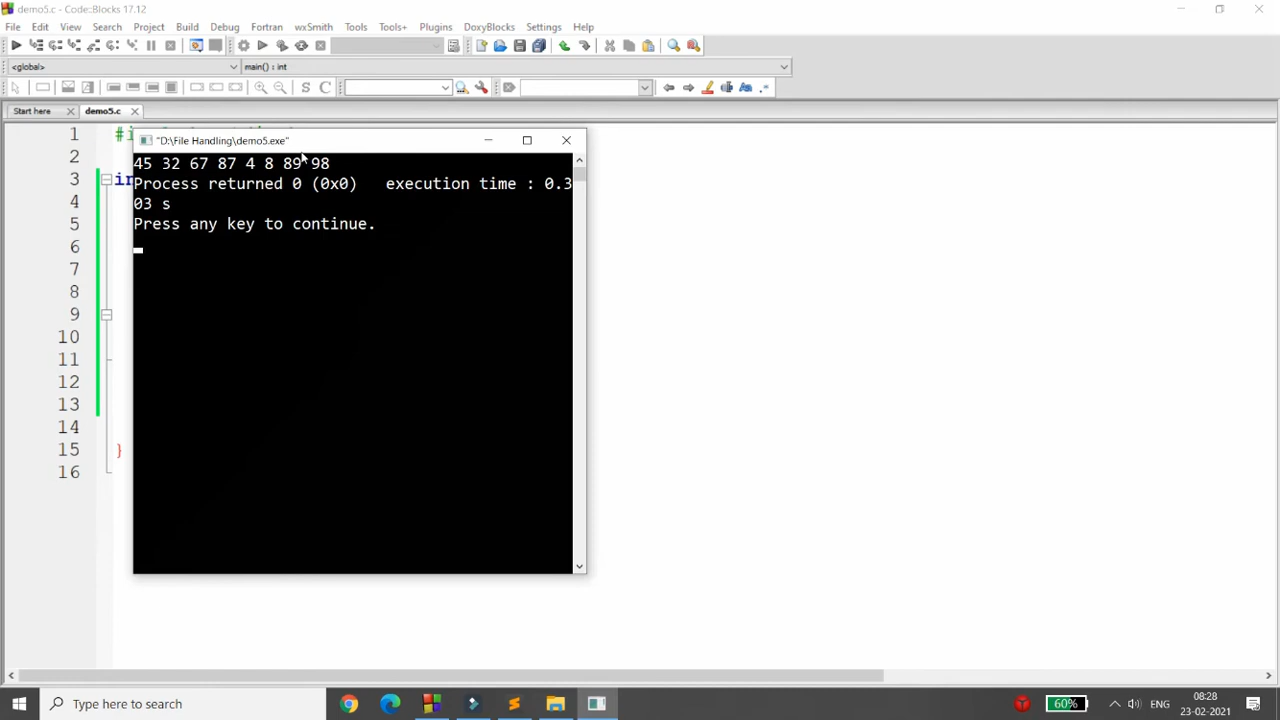 demo5.c - Code::Blocks 17.12
File Edit View Search Project Build Debug Fortran wxSmith Tools Tools+ Plugins DoxyBlocks Settings Help
<global> main() : int
S C
Start here demo5.c
1
2
3
4
5
6
7
8
9
10
11
12
13
14
15 }
16
"D:\File Handling\demo5.exe"
45 32 67 87 4 8 89 98
Process returned 0 (0x0) execution time : 0.3
03 s
Press any key to continue.
Type here to search
60%
ENG
08:28
23-02-2021